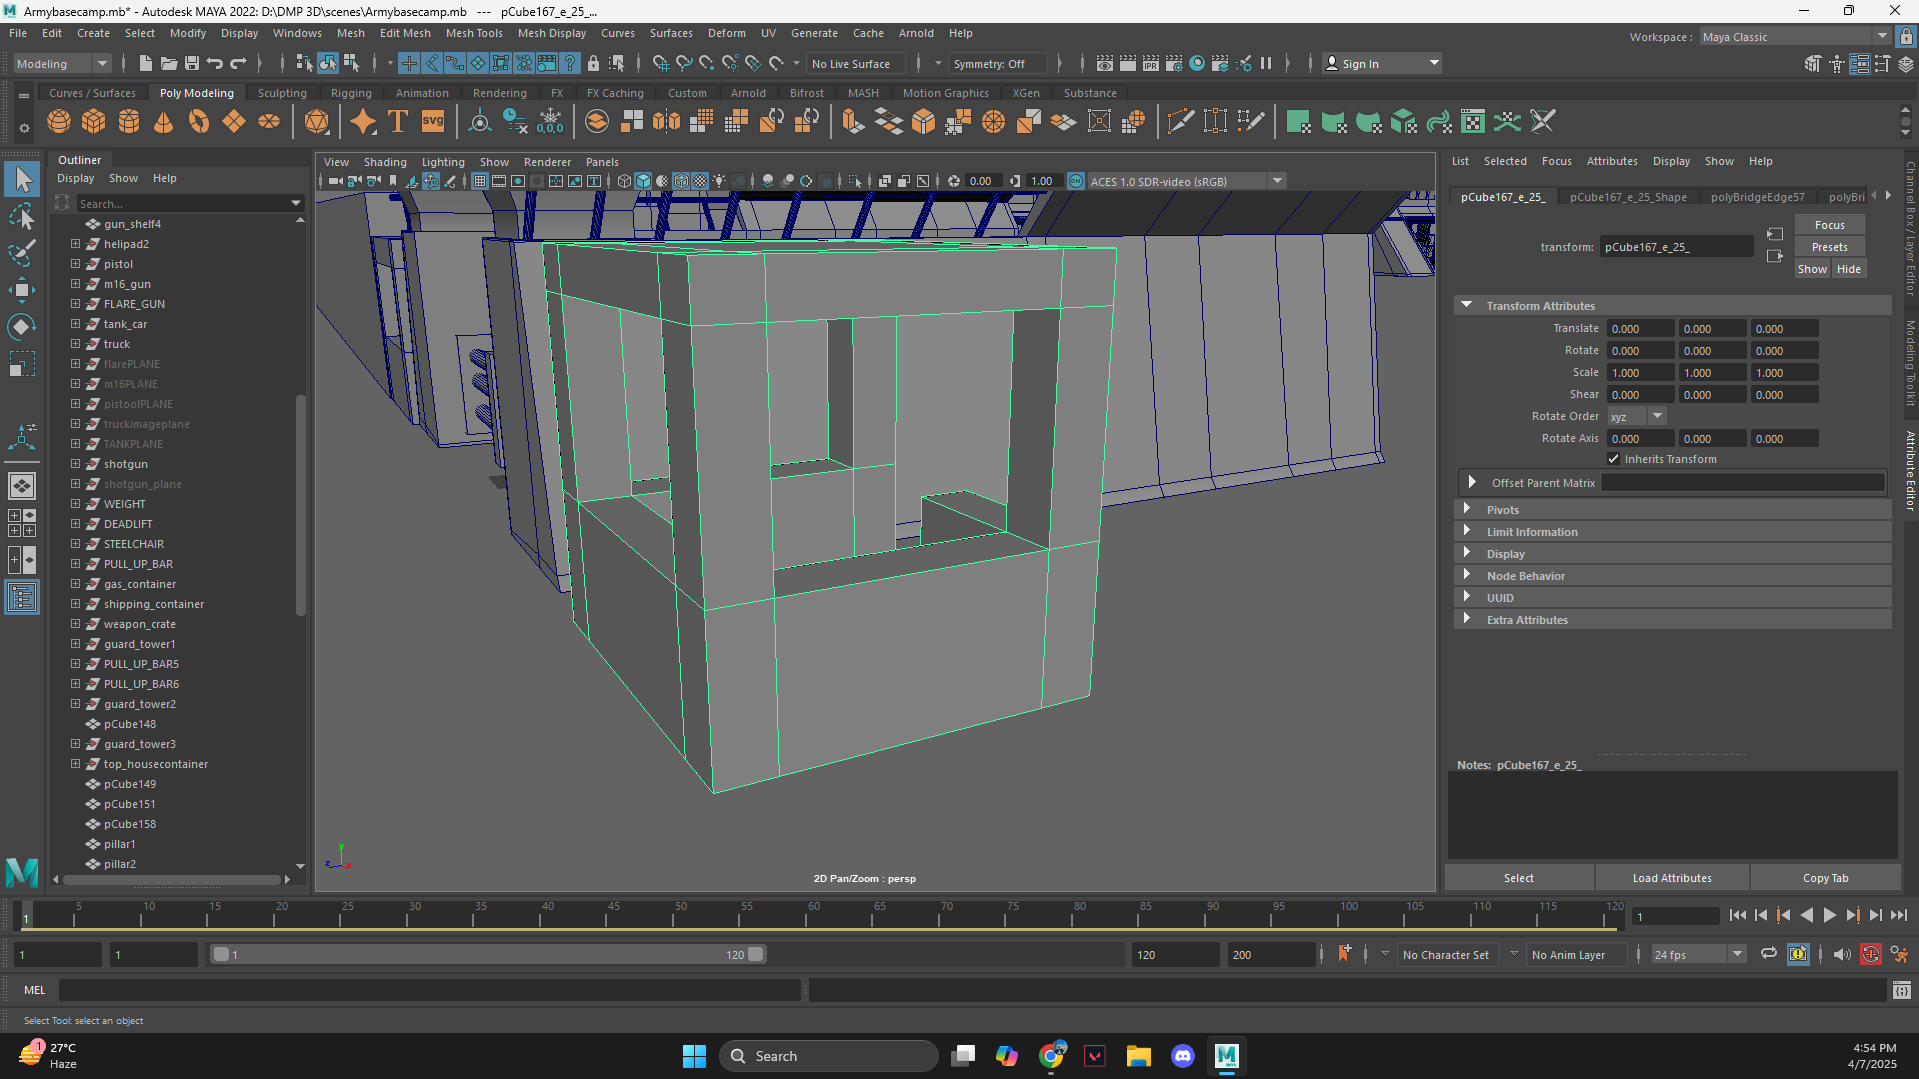 Armybasecamp.mb* - Autodesk MAYA 2022: D:\DMP 3D\scenes\Armybasecamp.mb   ---   pCube167_e_25_...
File Edit Create Select Modify Display Windows Mesh Edit Mesh Mesh Tools Mesh Display Curves Surfaces Deform UV Generate Cache Arnold Help
Workspace : Maya Classic
Modeling
No Live Surface
Symmetry: Off
Sign In
Curves / Surfaces Poly Modeling Sculpting Rigging Animation Rendering FX FX Caching Custom Arnold Bifrost MASH Motion Graphics XGen Substance
Outliner
Display Show Help
Search...
gun_shelf4
helipad2
pistol
m16_gun
FLARE_GUN
tank_car
truck
flarePLANE
m16PLANE
pistoolPLANE
truckimageplane
TANKPLANE
shotgun
shotgun_plane
WEIGHT
DEADLIFT
STEELCHAIR
PULL_UP_BAR
gas_container
shipping_container
weapon_crate
guard_tower1
PULL_UP_BAR5
PULL_UP_BAR6
guard_tower2
pCube148
guard_tower3
top_housecontainer
pCube149
pCube151
pCube158
pillar1
pillar2
View Shading Lighting Show Renderer Panels
0.00
1.00
ACES 1.0 SDR-video (sRGB)
2D Pan/Zoom : persp
List Selected Focus Attributes Display Show Help
pCube167_e_25_ pCube167_e_25_Shape polyBridgeEdge57 polyBri
transform: pCube167_e_25_
Focus
Presets
Show Hide
Transform Attributes
Translate 0.000 0.000 0.000
Rotate 0.000 0.000 0.000
Scale 1.000 1.000 1.000
Shear 0.000 0.000 0.000
Rotate Order xyz
Rotate Axis 0.000 0.000 0.000
Inherits Transform
Offset Parent Matrix
Pivots
Limit Information
Display
Node Behavior
UUID
Extra Attributes
Notes: pCube167_e_25_
Select Load Attributes Copy Tab
Channel Box / Layer Editor
Modeling Toolkit
Attribute Editor
1 5 10 15 20 25 30 35 40 45 50 55 60 65 70 75 80 85 90 95 100 105 110 115 120
1
1 1 1 120 120 200
No Character Set
No Anim Layer
24 fps
MEL
Select Tool: select an object
27°C
Haze
Search
4:54 PM
4/7/2025